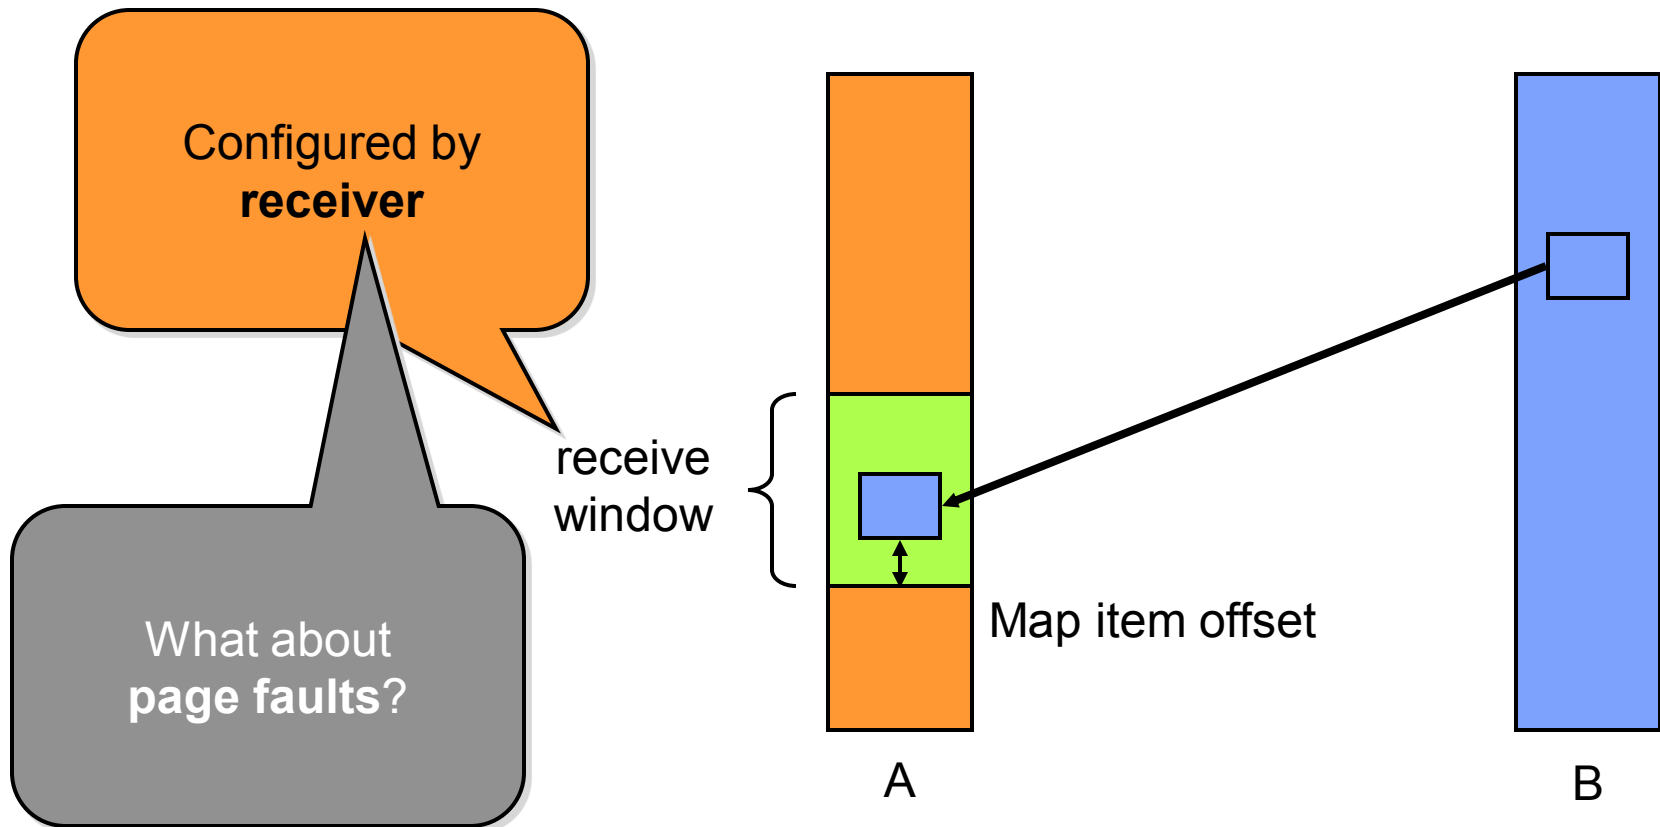 Configured by
receiver
receive
window
What about
page faults?
Map item offset
A
B